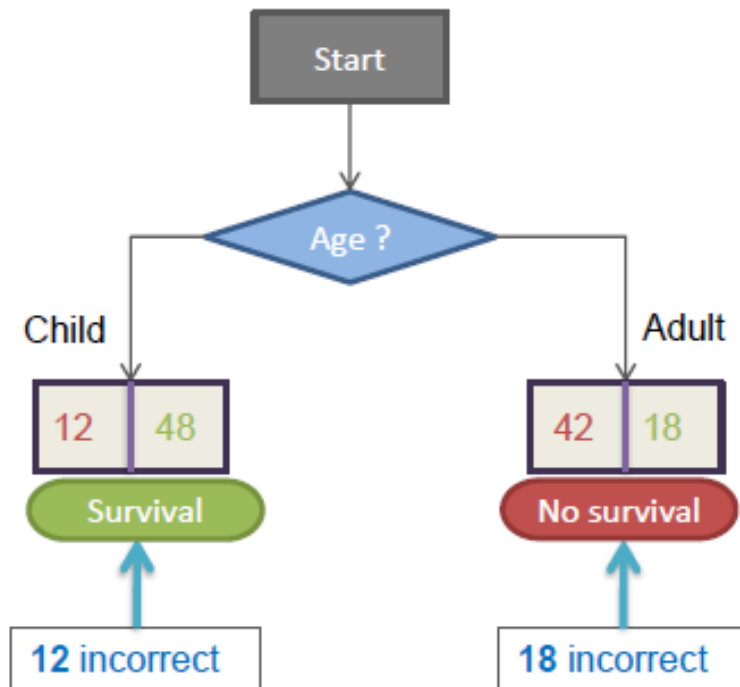 Start
Age ?
Child
Adult
12 48
42 18
Survival
No survival
12 incorrect
18 incorrect